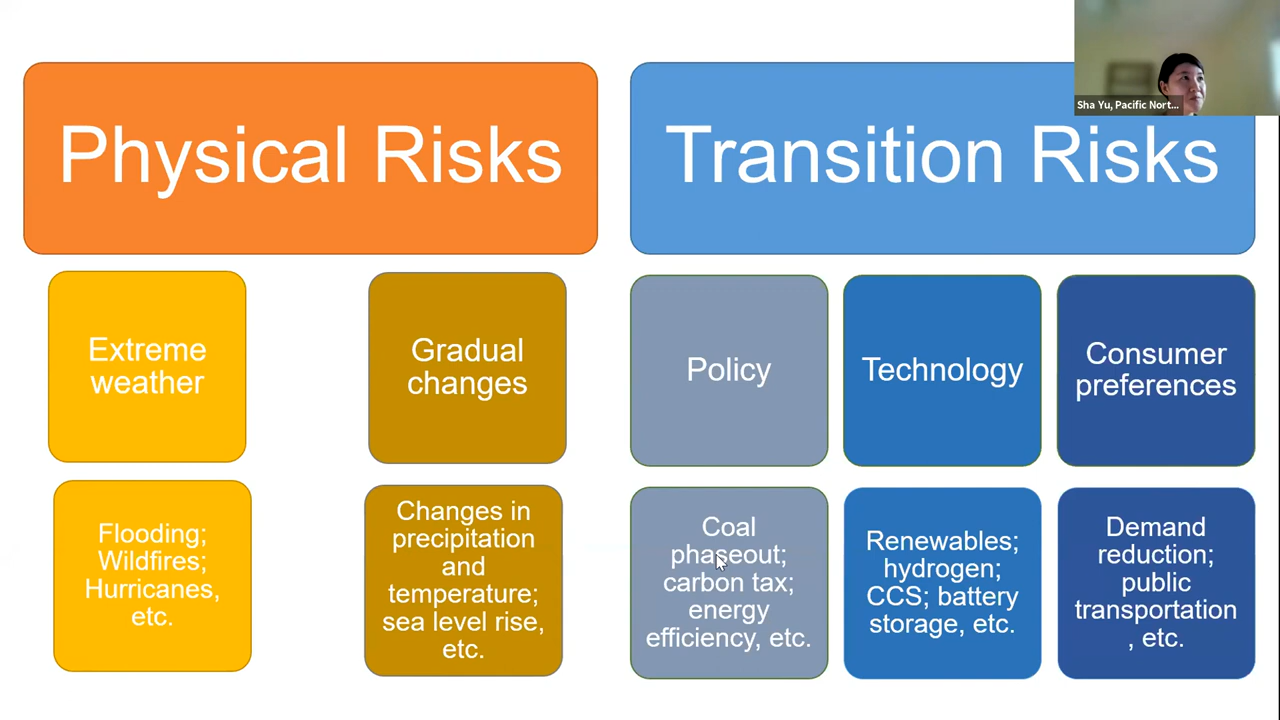 Physical Risks
Transition Risks
Sha Yu, Pacific Nort...
Extreme
weather
Gradual
changes
Policy
Technology
Consumer
preferences
Flooding;
Wildfires;
Hurricanes,
etc.
Changes in
precipitation
and
temperature;
sea level rise,
etc.
Coal
phaseout;
carbon tax;
energy
efficiency, etc.
Renewables;
hydrogen;
CCS; battery
storage, etc.
Demand
reduction;
public
transportation
, etc.